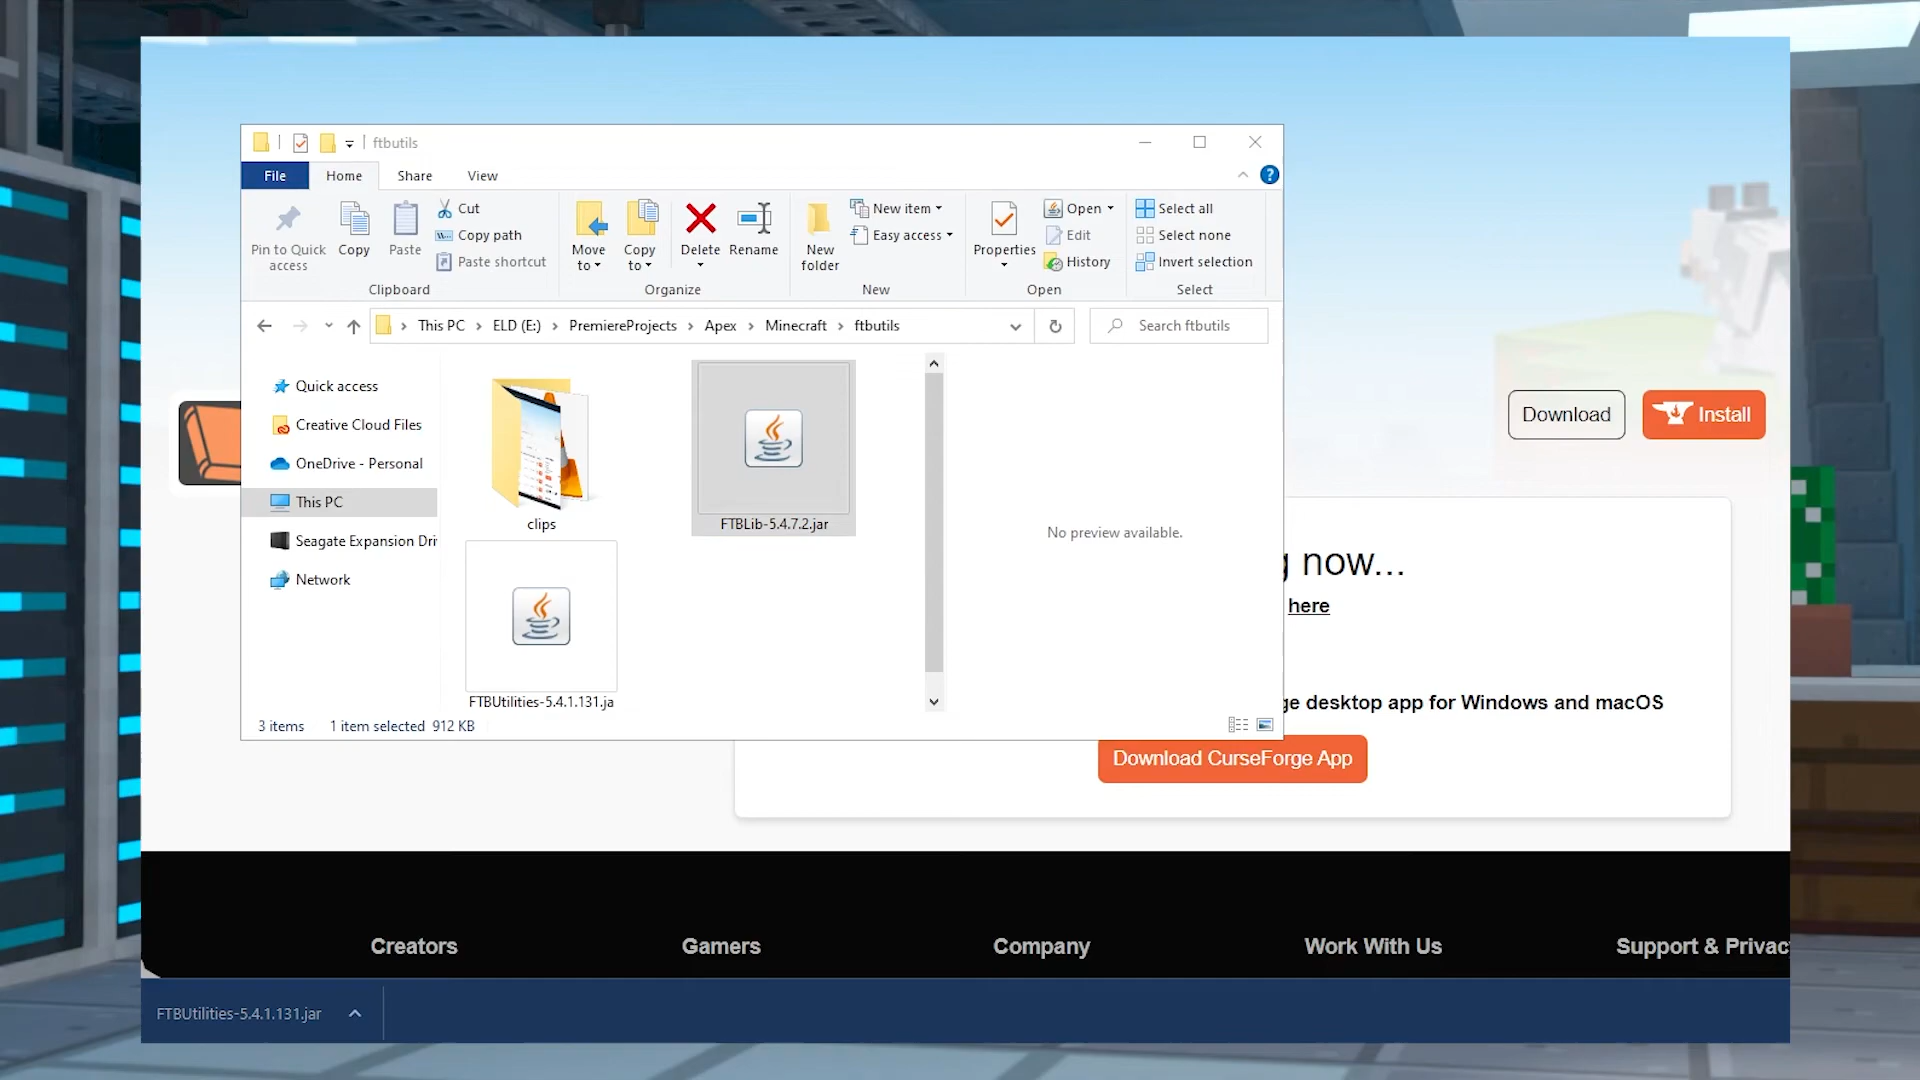 ftbutils
File
Home
Share
View
Pin to Quick access
Copy
Paste
Cut
Copy path
Paste shortcut
Clipboard
Move to
Copy to
Delete
Rename
Organize
New folder
New item
Easy access
New
Properties
Open
Edit
History
Open
Select all
Select none
Invert selection
Select
This PC
ELD (E:)
PremiereProjects
Apex
Minecraft
ftbutils
Search ftbutils
Quick access
Creative Cloud Files
OneDrive - Personal
This PC
Seagate Expansion Dri
Network
clips
FTBLib-5.4.7.2.jar
FTBUtilities-5.4.1.131.ja
No preview available.
3 items
1 item selected 912 KB
Download
Install
g now...
here
ge desktop app for Windows and macOS
Download CurseForge App
Creators
Gamers
Company
Work With Us
Support & Privac
FTBUtilities-5.4.1.131.jar